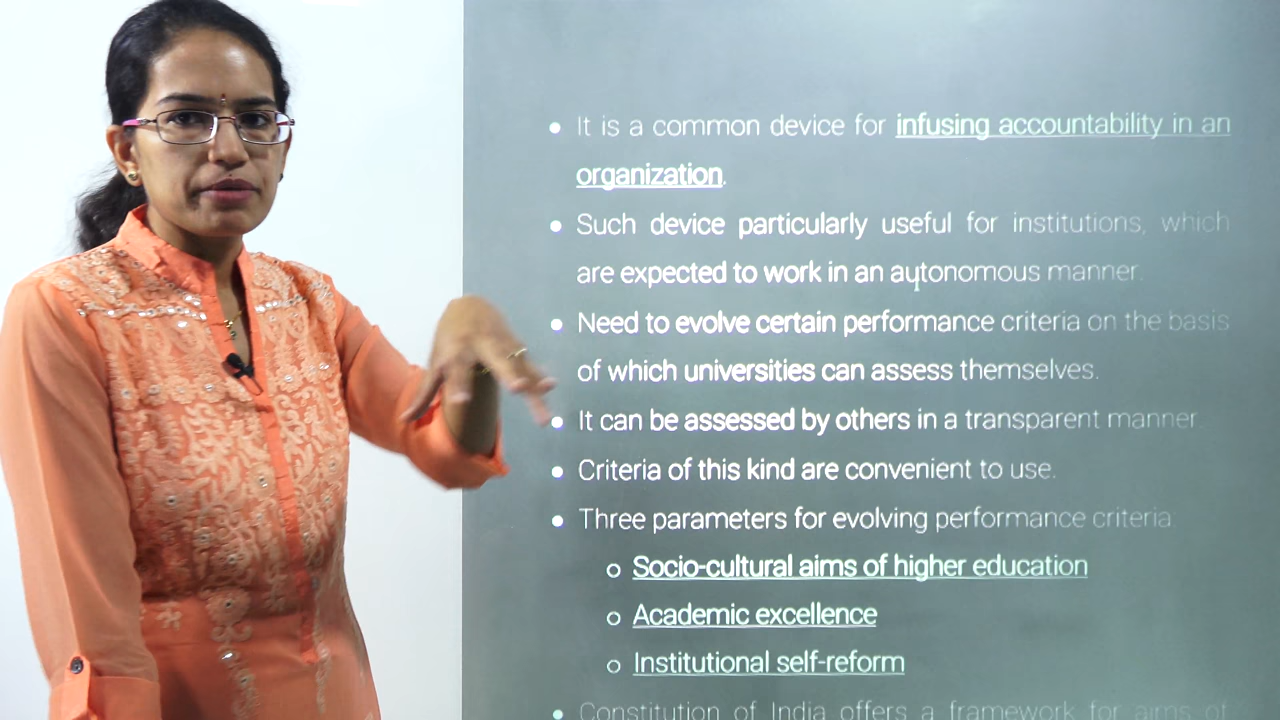 • It is a common device for infusing accountability in an
organization.
• Such device particularly useful for institutions, which
are expected to work in an autonomous manner.
• Need to evolve certain performance criteria on the basis
of which universities can assess themselves.
• It can be assessed by others in a transparent manner.
• Criteria of this kind are convenient to use.
• Three parameters for evolving performance criteria
o Socio-cultural aims of higher education
o Academic excellence
o Institutional self-reform
• Constitution of India offers a framework for aims of